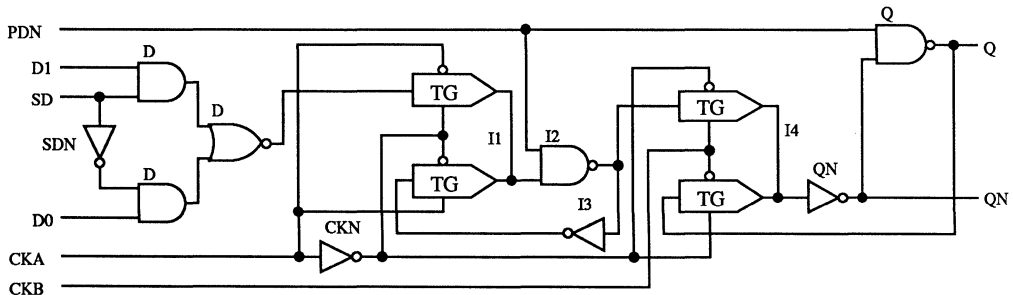 Q
PDN
D
Q
D1
TG
SD
D
TG
I1
I2
I4
SDN
D
TG
TG
QN
I3
QN
D0
CKN
CKA
CKB